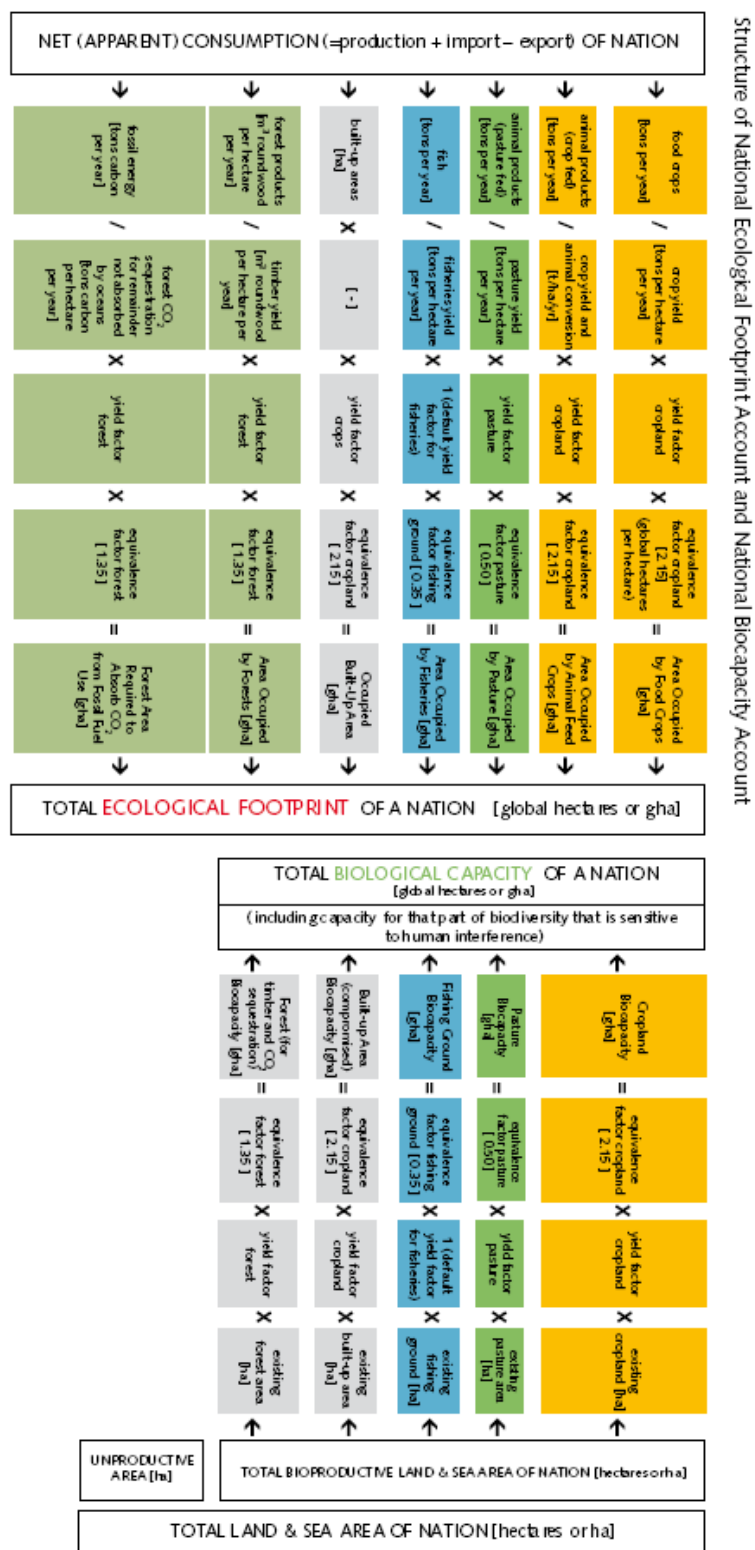 Structure of National Ecological Footprint Account and National Biocapacity Account
NET (APPARENT) CONSUMPTION (=production + import – export) OF NATION
food crops
[tons per year]
/
crop yield
[tons per hectare
per year]
X
yield factor
cropland
X
equivalence
factor cropland
[ 2.15]
(global hectares
per hectare)
=
Area Occupied
by Food Crops
[gha]
animal products
(crop fed)
[tons per year]
/
crop yield and
animal conversion
[t/ha/yr]
X
yield factor
cropland
X
equivalence
factor cropland
[ 2.15 ]
=
Area Occupied
by Animal Feed
Crops [gha]
animal products
(pasture fed)
[tons per year]
/
pasture yield
[tons per hectare
per year]
X
yield factor
pasture
X
equivalence
factor pasture
[ 0.50 ]
=
Area Occupied
by Pasture [gha]
fish
[tons per year]
/
fisheries yield
[tons per hectare
per year]
X
1 (default yield
factor for
fisheries)
X
equivalence
factor fishing
ground [ 0.35 ]
=
Area Occupied
by Fisheries [gha]
built-up areas
[ha]
X
[ - ]
X
yield factor
crops
X
equivalence
factor cropland
[ 2.15 ]
=
Occupied
Built-Up Area
[gha]
forest products
[m³ roundwood
per hectare
per year]
/
timber yield
[m³ roundwood
per hectare per
year]
X
yield factor
forest
X
equivalence
factor forest
[ 1.35 ]
=
Area Occupied
by Forests [gha]
fossil energy
[tons carbon
per year]
/
forest CO₂
sequestration
for remainder
not absorbed
by oceans
[tons carbon
per hectare
per year]
X
yield factor
forest
X
equivalence
factor forest
[ 1.35 ]
=
Forest Area
Required to
Absorb CO₂
from Fossil Fuel
Use [gha]
TOTAL ECOLOGICAL FOOTPRINT OF A NATION [global hectares or gha]
TOTAL BIOLOGICAL CAPACITY OF A NATION
[global hectares or gha]
(including capacity for that part of biodiversity that is sensitive
to human interference)
Cropland
Biocapacity
[gha]
=
equivalence
factor cropland
[ 2.15 ]
X
yield factor
cropland
X
existing
cropland [ha]
Pasture
Biocapacity
[gha]
=
equivalence
factor pasture
[ 0.50 ]
X
yield factor
pasture
X
existing
pasture area
[ha]
Fishing Ground
Biocapacity
[gha]
=
equivalence
factor fishing
ground [ 0.35 ]
X
1 (default
yield factor
for fisheries)
X
existing
fishing
ground [ha]
Built-up Area
(compromised)
Biocapacity [gha]
=
equivalence
factor cropland
[ 2.15 ]
X
yield factor
cropland
X
existing
built-up area
[ha]
Forest (for
timber and CO₂
sequestration)
Biocapacity [gha]
=
equivalence
factor forest
[ 1.35 ]
X
yield factor
forest
X
existing
forest area
[ha]
UNPRODUCTIVE
AREA [ha]
TOTAL BIOPRODUCTIVE LAND & SEA AREA OF NATION [hectares or ha]
TOTAL LAND & SEA AREA OF NATION [hectares or ha]